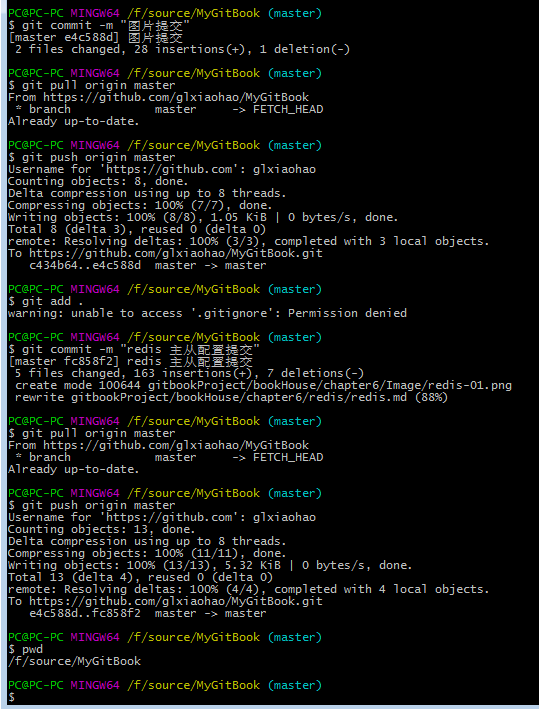 PC@PC-PC MINGW64 /f/source/MyGitBook (master)
$ git commit -m "图片提交"
[master e4c588d] 图片提交
 2 files changed, 28 insertions(+), 1 deletion(-)
PC@PC-PC MINGW64 /f/source/MyGitBook (master)
$ git pull origin master
From https://github.com/glxiaohao/MyGitBook
 * branch            master     -> FETCH_HEAD
Already up-to-date.
PC@PC-PC MINGW64 /f/source/MyGitBook (master)
$ git push origin master
Username for 'https://github.com': glxiaohao
Counting objects: 8, done.
Delta compression using up to 8 threads.
Compressing objects: 100% (7/7), done.
Writing objects: 100% (8/8), 1.05 KiB | 0 bytes/s, done.
Total 8 (delta 3), reused 0 (delta 0)
remote: Resolving deltas: 100% (3/3), completed with 3 local objects.
To https://github.com/glxiaohao/MyGitBook.git
   c434b64..e4c588d  master -> master
PC@PC-PC MINGW64 /f/source/MyGitBook (master)
$ git add .
warning: unable to access '.gitignore': Permission denied
PC@PC-PC MINGW64 /f/source/MyGitBook (master)
$ git commit -m "redis 主从配置提交"
[master fc858f2] redis 主从配置提交
 5 files changed, 163 insertions(+), 7 deletions(-)
 create mode 100644 gitbookProject/bookHouse/chapter6/Image/redis-01.png
 rewrite gitbookProject/bookHouse/chapter6/redis/redis.md (88%)
PC@PC-PC MINGW64 /f/source/MyGitBook (master)
$ git pull origin master
From https://github.com/glxiaohao/MyGitBook
 * branch            master     -> FETCH_HEAD
Already up-to-date.
PC@PC-PC MINGW64 /f/source/MyGitBook (master)
$ git push origin master
Username for 'https://github.com': glxiaohao
Counting objects: 13, done.
Delta compression using up to 8 threads.
Compressing objects: 100% (11/11), done.
Writing objects: 100% (13/13), 5.32 KiB | 0 bytes/s, done.
Total 13 (delta 4), reused 0 (delta 0)
remote: Resolving deltas: 100% (4/4), completed with 4 local objects.
To https://github.com/glxiaohao/MyGitBook.git
   e4c588d..fc858f2  master -> master
PC@PC-PC MINGW64 /f/source/MyGitBook (master)
$ pwd
/f/source/MyGitBook
PC@PC-PC MINGW64 /f/source/MyGitBook (master)
$